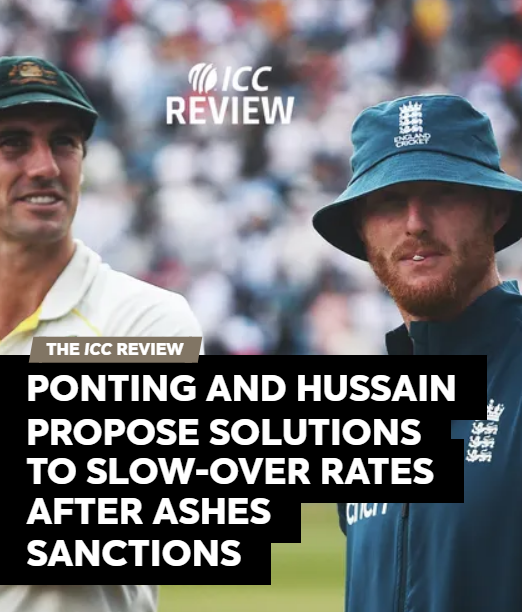 ICC
REVIEW
ENGLAND
CRICKET
THE ICC REVIEW
PONTING AND HUSSAIN
PROPOSE SOLUTIONS
TO SLOW-OVER RATES
AFTER ASHES
SANCTIONS